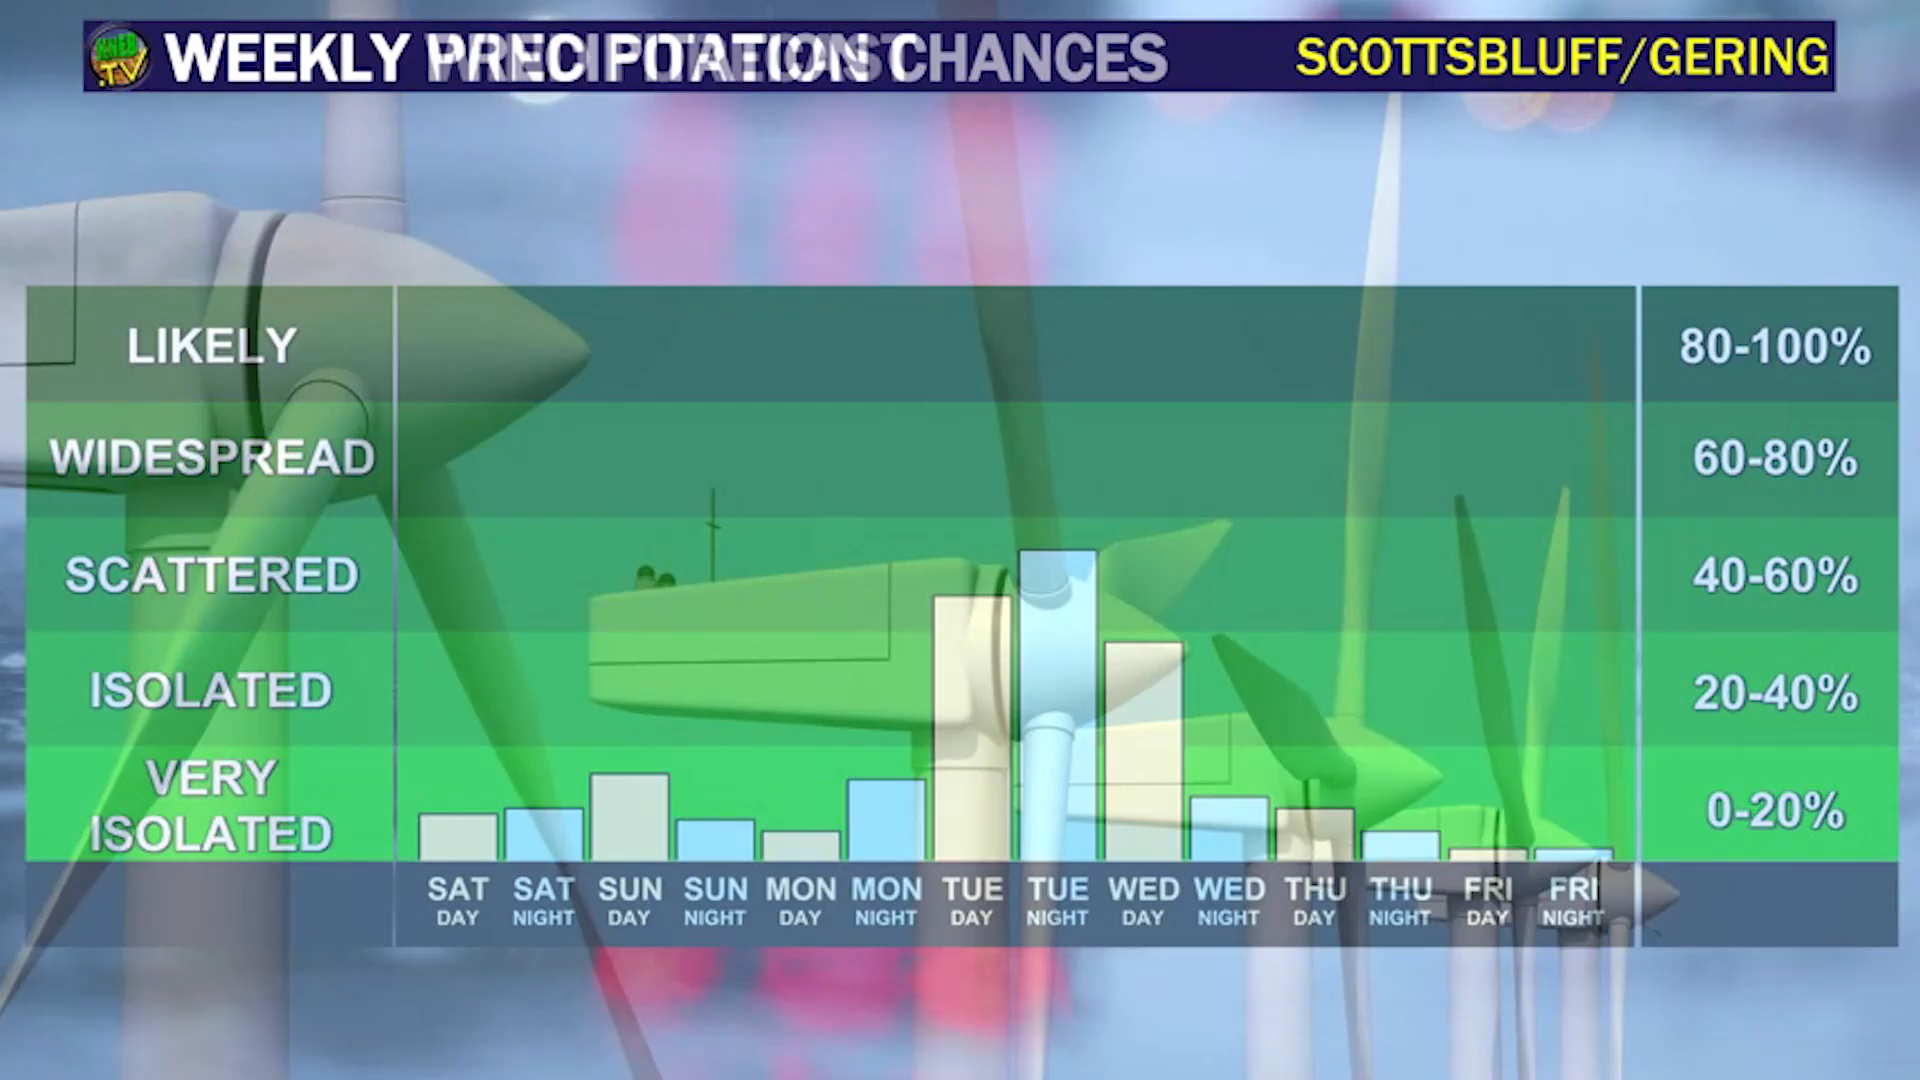 WEEKLY PRECIPITATION CHANCES
SCOTTSBLUFF/GERING
LIKELY
80-100%
WIDESPREAD
60-80%
SCATTERED
40-60%
ISOLATED
20-40%
VERY
ISOLATED
0-20%
SAT SAT SUN SUN MON MON TUE TUE WED WED THU THU FRI FRI
DAY NIGHT DAY NIGHT DAY NIGHT DAY NIGHT DAY NIGHT DAY NIGHT DAY NIGHT